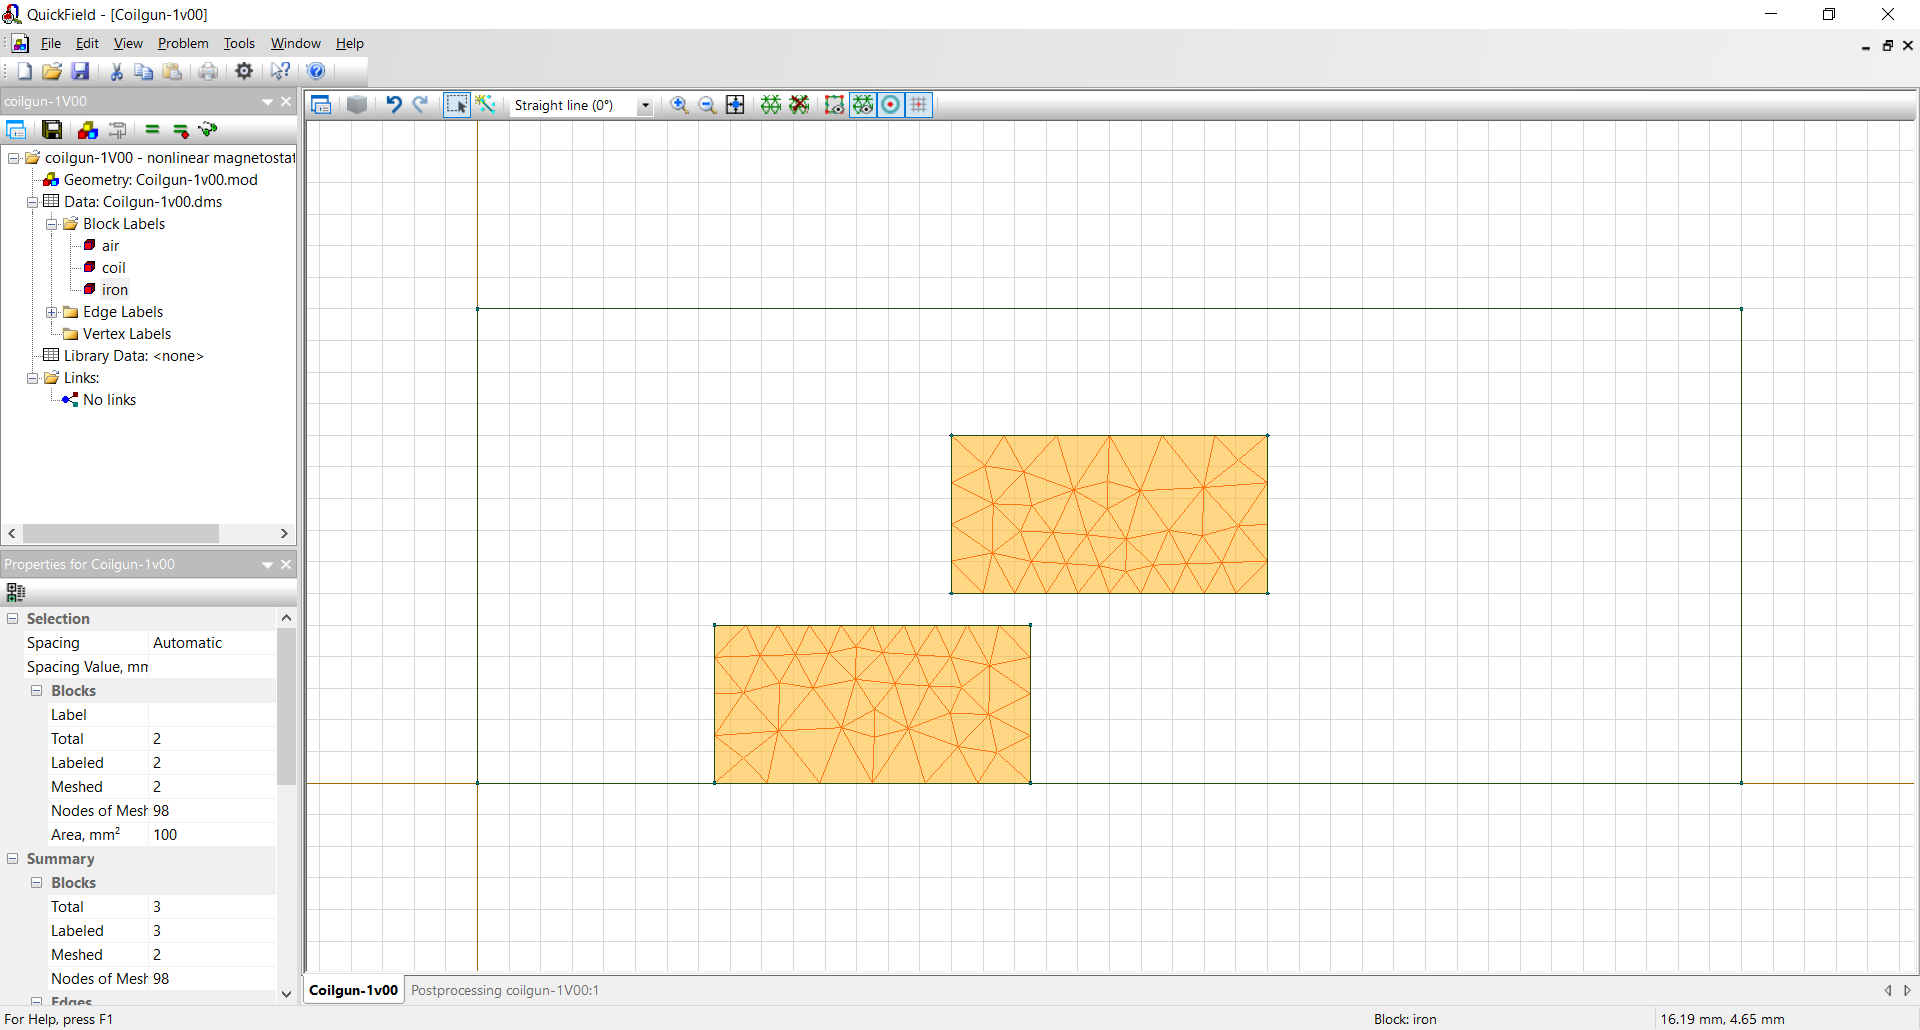 QuickField - [Coilgun-1v00]
File Edit View Problem Tools Window Help
coilgun-1V00
Straight line (0°)
coilgun-1V00 - nonlinear magnetostat
Geometry: Coilgun-1v00.mod
Data: Coilgun-1v00.dms
Block Labels
air
coil
iron
Edge Labels
Vertex Labels
Library Data: <none>
Links:
No links
Properties for Coilgun-1v00
Selection
Spacing Automatic
Spacing Value, mm
Blocks
Label
Total 2
Labeled 2
Meshed 2
Nodes of Mesh 98
Area, mm² 100
Summary
Blocks
Total 3
Labeled 3
Meshed 2
Nodes of Mesh 98
Edges
Coilgun-1v00 Postprocessing coilgun-1V00:1
For Help, press F1 Block: iron 16.19 mm, 4.65 mm